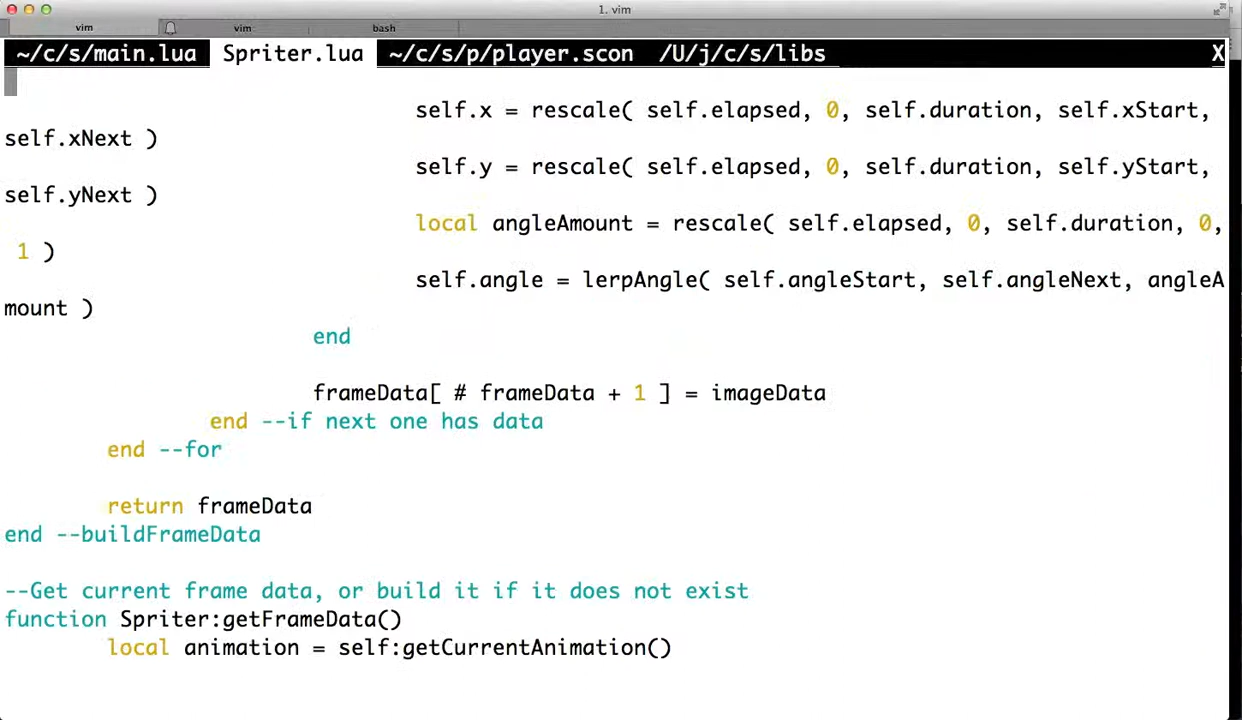 1. vim
vim vim bash
~/c/s/main.lua Spriter.lua ~/c/s/p/player.scon /U/j/c/s/libs X
self.x = rescale( self.elapsed, 0, self.duration, self.xStart,
self.xNext )
self.y = rescale( self.elapsed, 0, self.duration, self.yStart,
self.yNext )
local angleAmount = rescale( self.elapsed, 0, self.duration, 0,
1 )
self.angle = lerpAngle( self.angleStart, self.angleNext, angleA
mount )
end
frameData[ # frameData + 1 ] = imageData
end --if next one has data
end --for
return frameData
end --buildFrameData
--Get current frame data, or build it if it does not exist
function Spriter:getFrameData()
local animation = self:getCurrentAnimation()